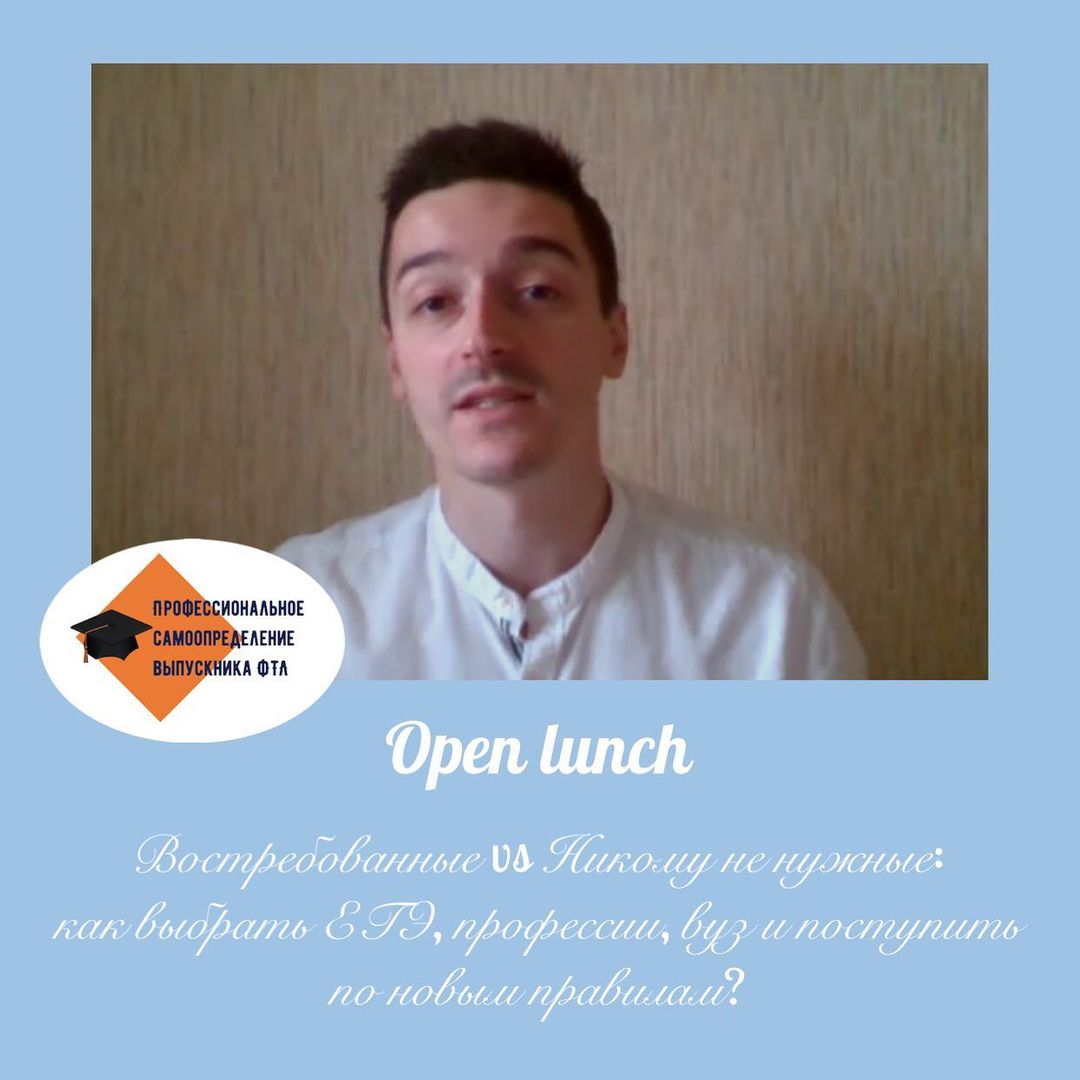 ПРОФЕССИОНАЛЬНОЕ
САМООПРЕДЕЛЕНИЕ
ВЫПУСКНИКА ФТЛ
Open lunch
Востребованные vs Никому не нужные:
как выбрать ЕГЭ, профессии, вуз и поступить
по новым правилам?